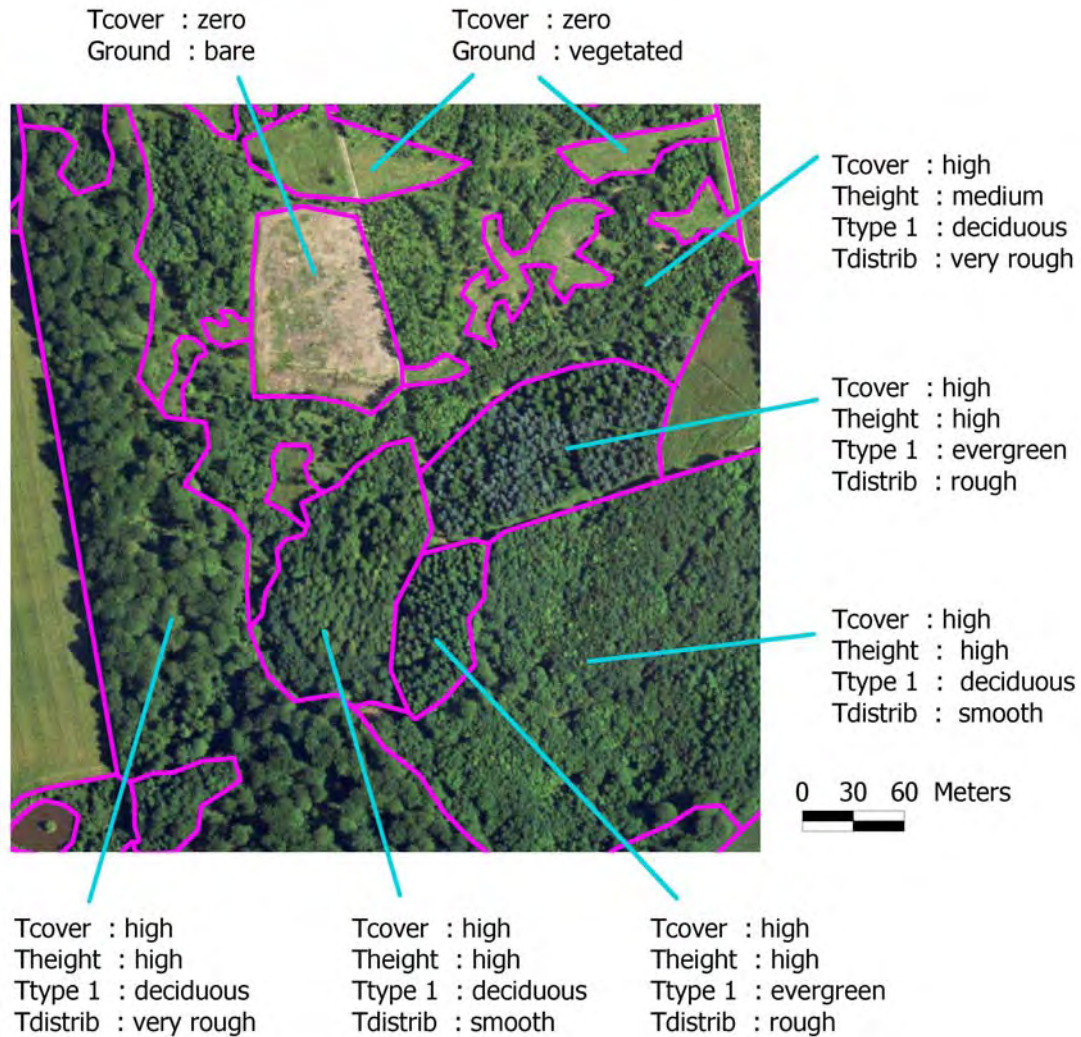 Tcover : zero
Ground : bare
Tcover : zero
Ground : vegetated
Tcover : high
Theight : medium
Ttype 1 : deciduous
Tdistrib : very rough
Tcover : high
Theight : high
Ttype 1 : evergreen
Tdistrib : rough
Tcover : high
Theight : high
Ttype 1 : deciduous
Tdistrib : smooth
0 30 60 Meters
Tcover : high
Theight : high
Ttype 1 : deciduous
Tdistrib : very rough
Tcover : high
Theight : high
Ttype 1 : deciduous
Tdistrib : smooth
Tcover : high
Theight : high
Ttype 1 : evergreen
Tdistrib : rough